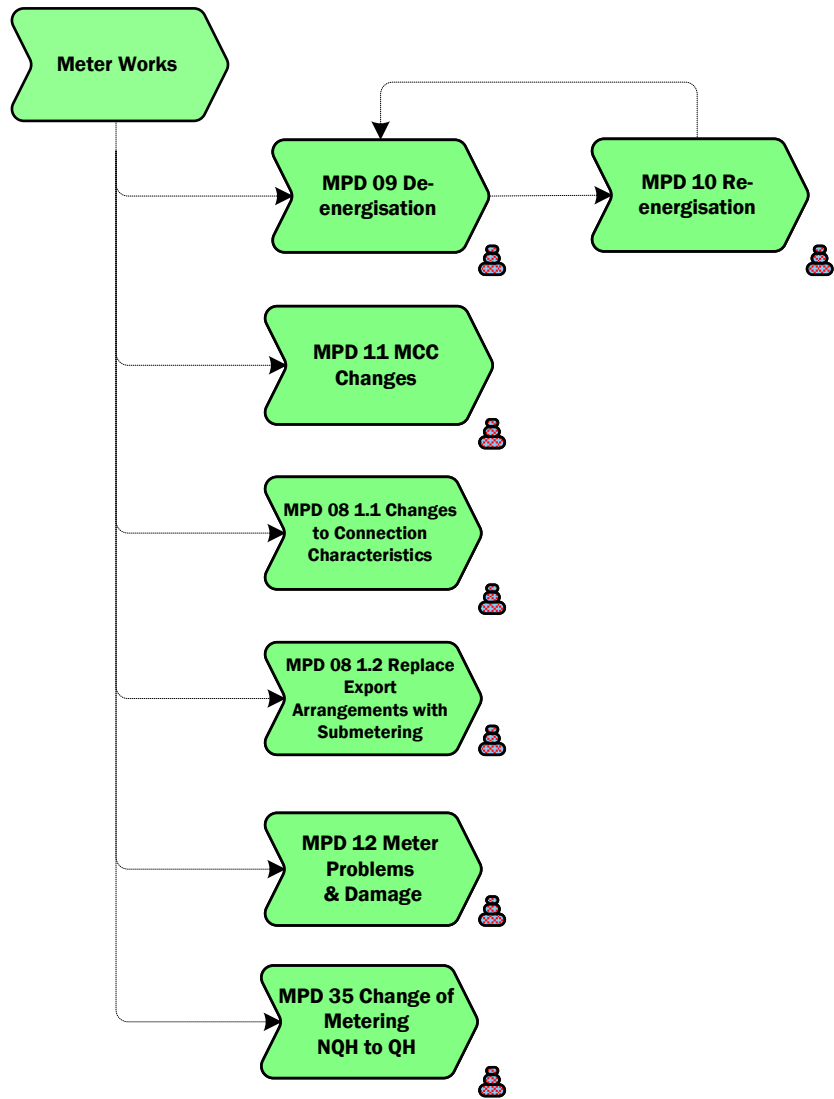 Meter Works
MPD 09 De-
energisation
MPD 10 Re-
energisation
MPD 11 MCC
Changes
MPD 08 1.1 Changes
to Connection
Characteristics
MPD 08 1.2 Replace
Export
Arrangements with
Submetering
MPD 12 Meter
Problems
& Damage
MPD 35 Change of
Metering
NQH to QH